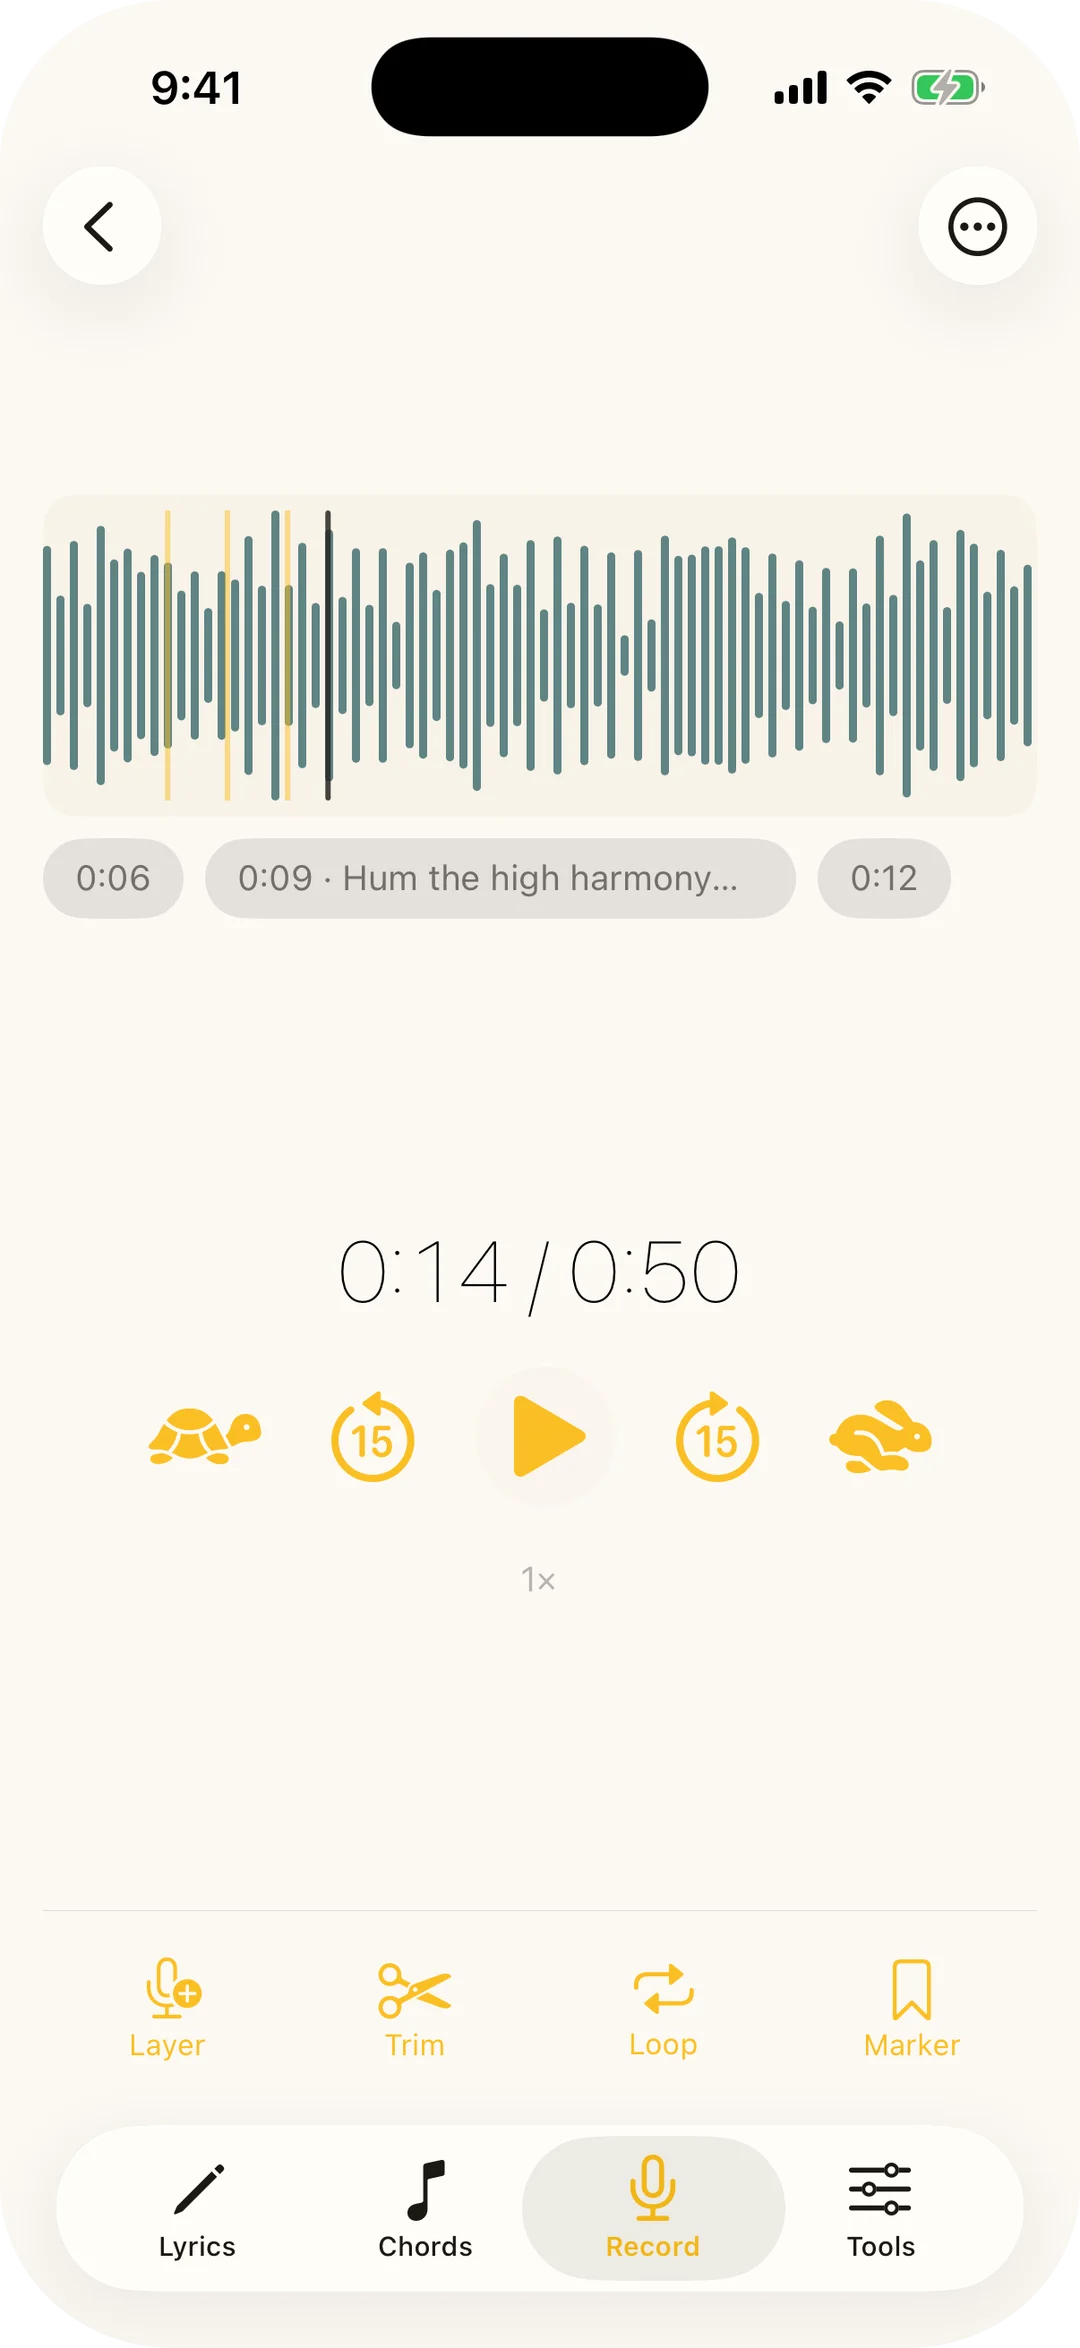 9:41
0:06
0:09 · Hum the high harmony...
0:12
0:14 / 0:50
15
15
1×
Layer
Trim
Loop
Marker
Lyrics
Chords
Record
Tools